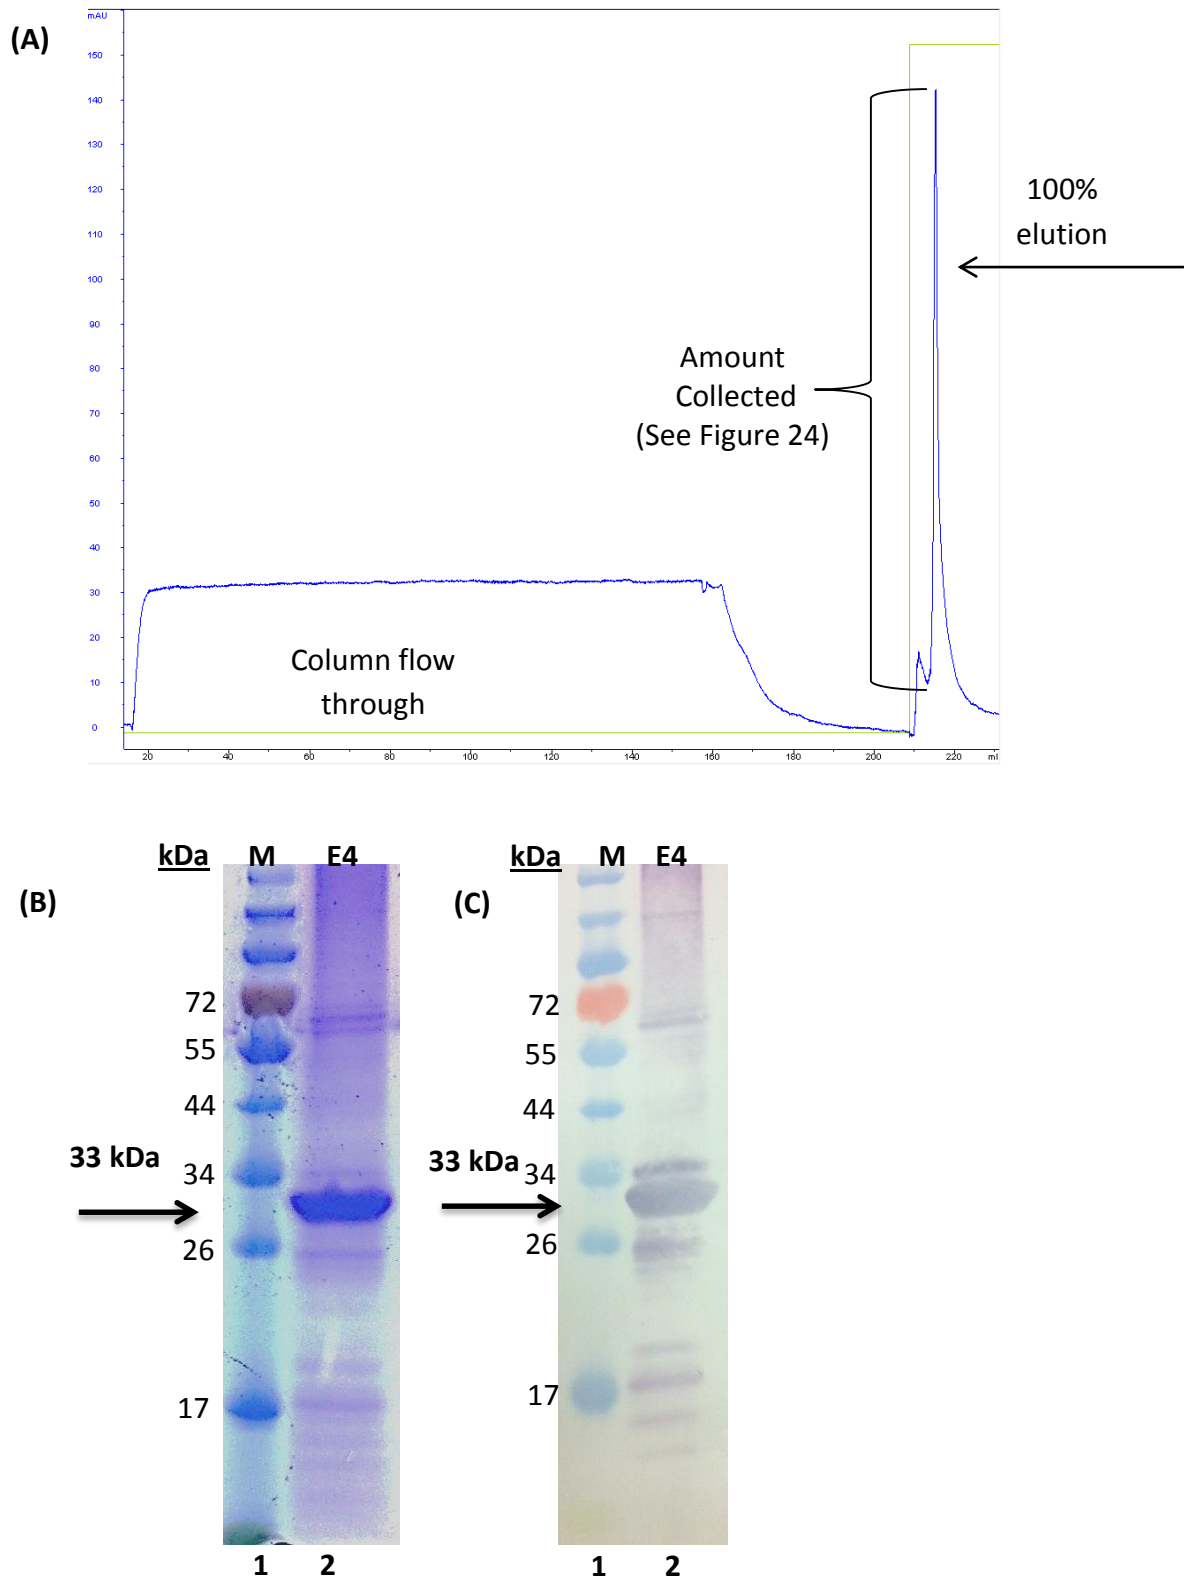 (A)
mAU
150
140
130
120
110
100
90
80
70
60
50
40
30
20
10
0
20 40 60 80 100 120 140 160 180 200 220 ml
100%
elution
Amount
Collected
(See Figure 24)
Column flow
through
(B)
kDa M E4
72
55
44
34
33 kDa
26
17
1 2
(C)
kDa M E4
72
55
44
34
33 kDa
26
17
1 2